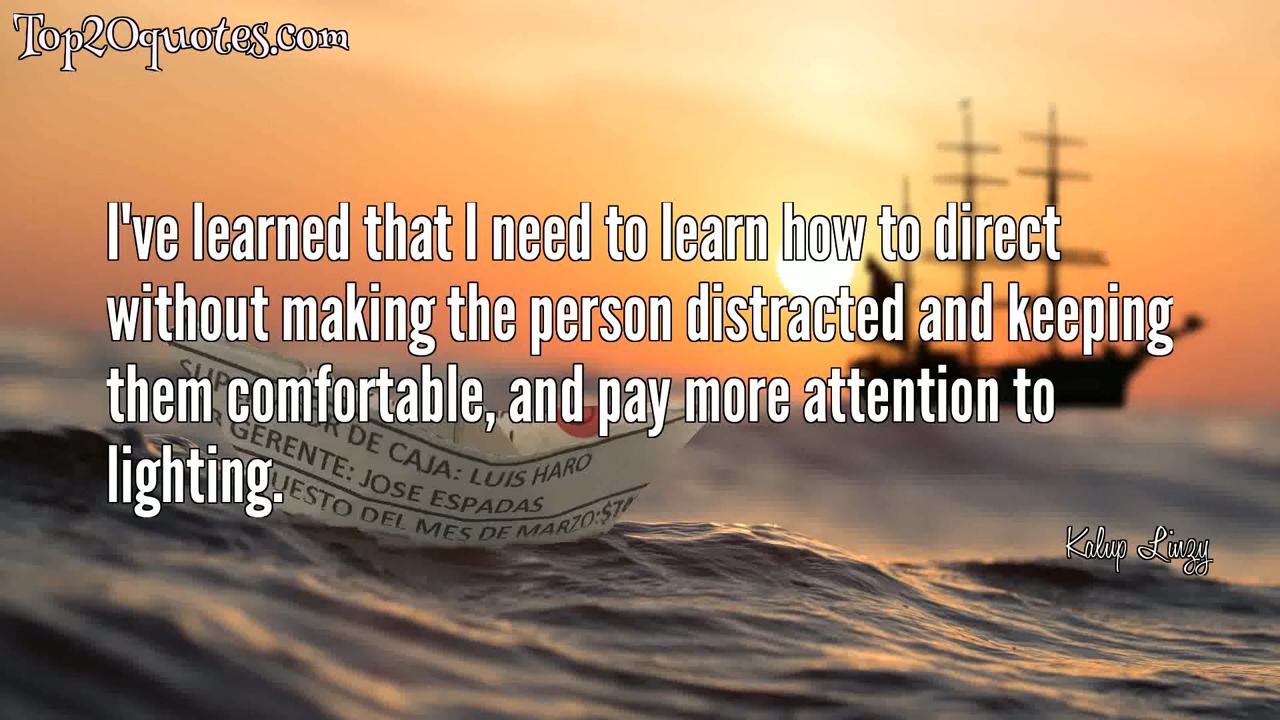 Top20quotes.com
I've learned that I need to learn how to direct
without making the person distracted and keeping
them comfortable, and pay more attention to
lighting.
DE CAJA: LUIS HARO
GERENTE: JOSE ESPADAS
DEL MES DE MARZO:
Kalup Linzy